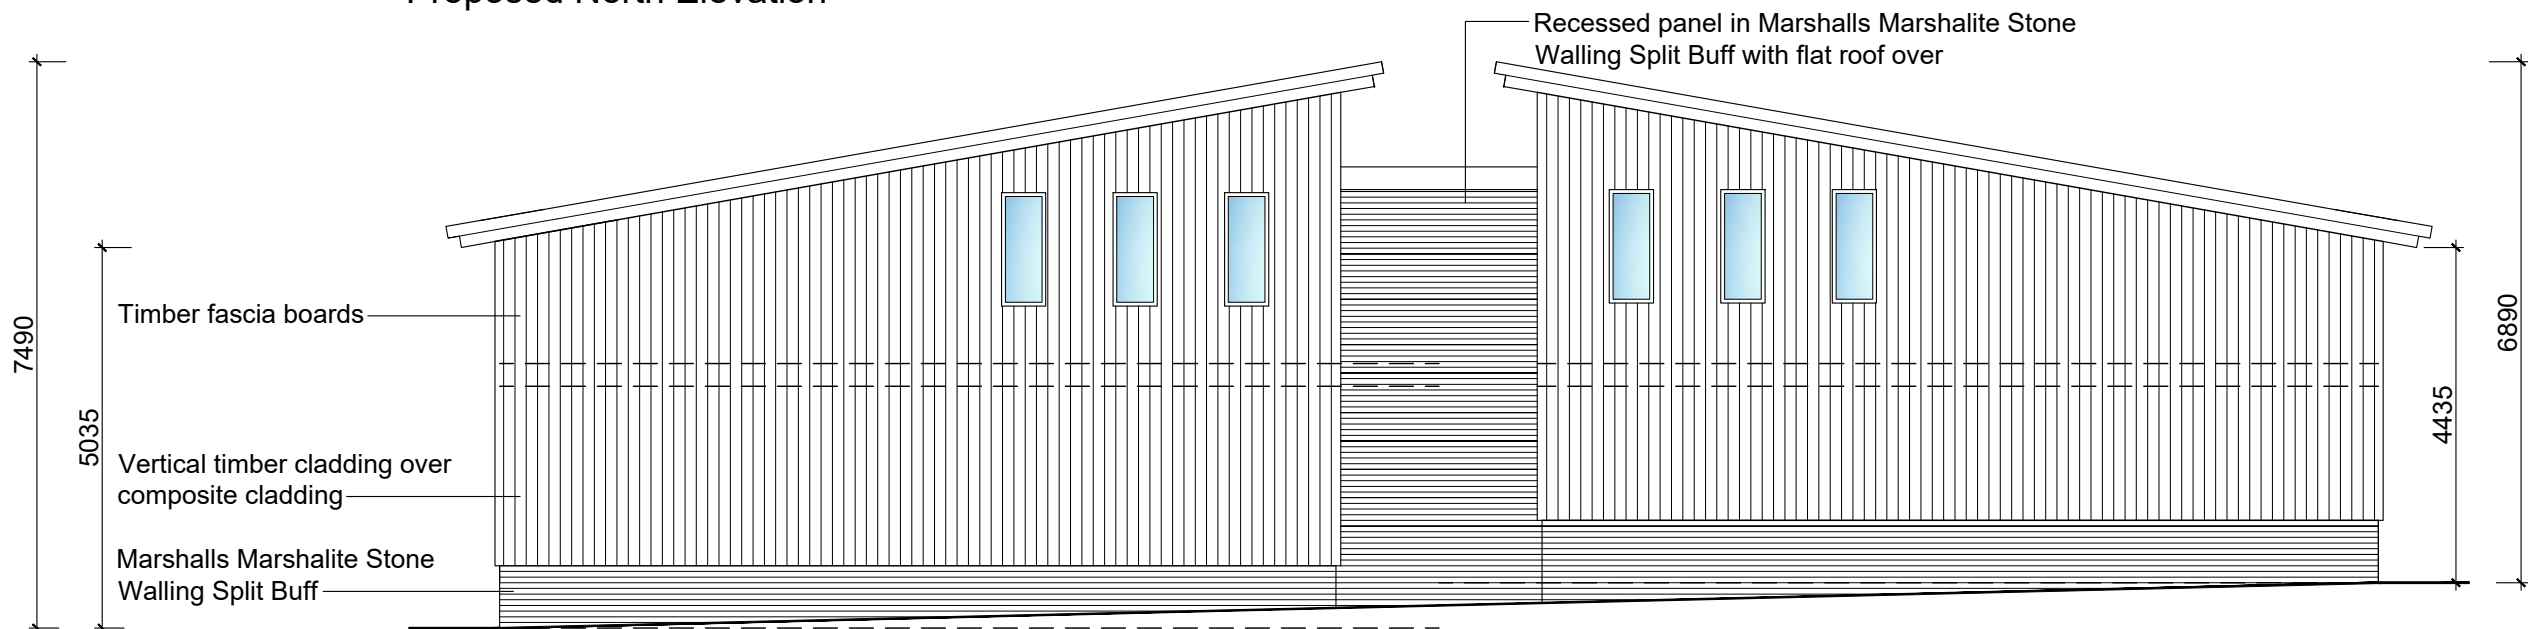 Proposed North Elevation
Recessed panel in Marshalls Marshalite Stone
Walling Split Buff with flat roof over
7490
5035
Timber fascia boards
Vertical timber cladding over
composite cladding
Marshalls Marshalite Stone
Walling Split Buff
6890
4435